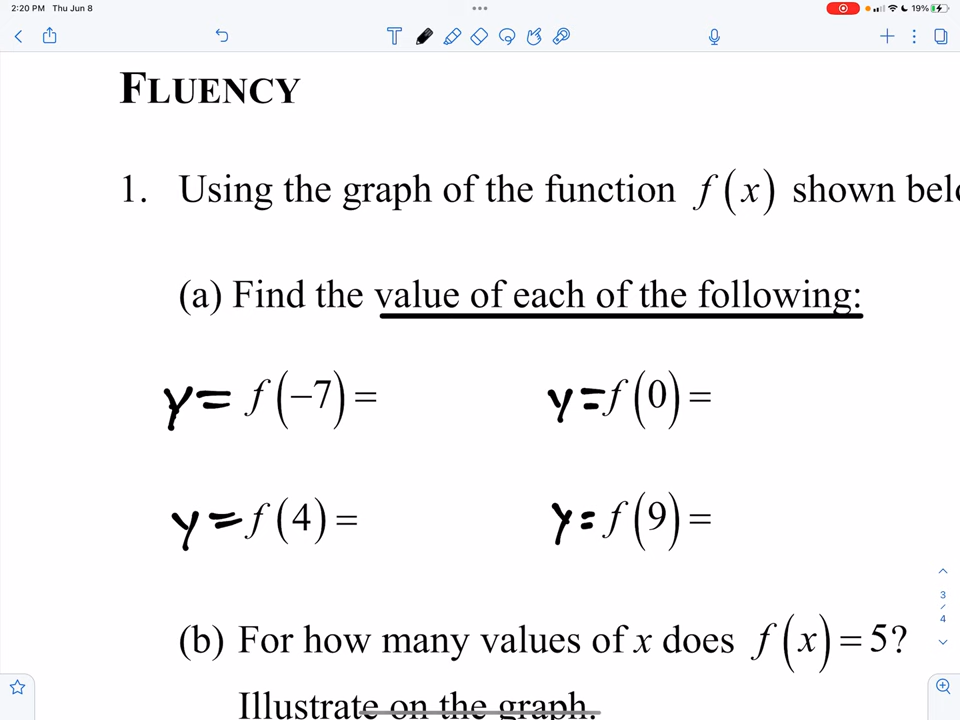 2:20 PM Thu Jun 8
19%
FLUENCY
1. Using the graph of the function f(x) shown
(a) Find the value of each of the following:
y= f(−7)= y=f(0)=
y=f(4)= y=f(9)=
3
/
4
(b) For how many values of x does f(x)=5?
Illustrate on the graph.